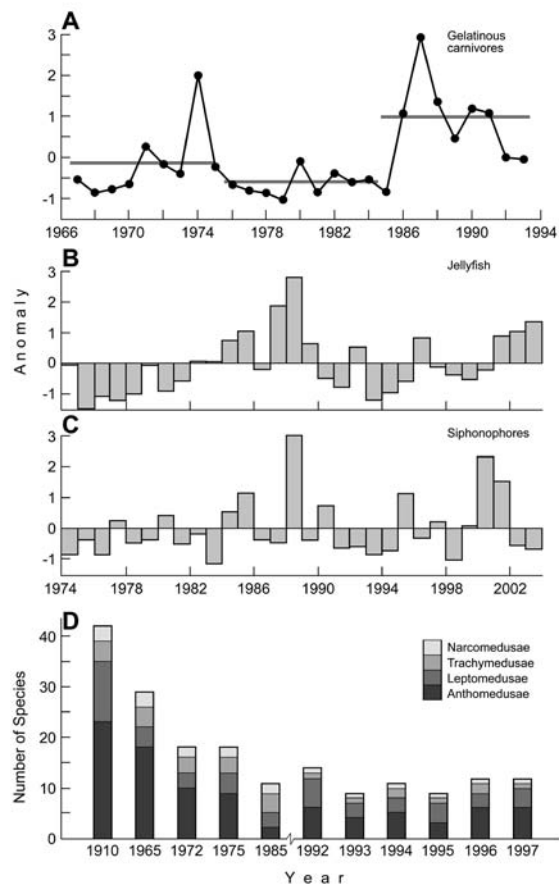 A
Gelatinous
carnivores
3
2
1
0
-1
1966 1970 1974 1978 1982 1986 1990 1994
B
Jellyfish
3
2
1
0
-1
Anomaly
C
Siphonophores
3
2
1
0
-1
1974 1978 1982 1986 1990 1994 1998 2002
D
Narcomedusae
Trachymedusae
Leptomedusae
Anthomedusae
40
30
20
10
0
Number of Species
1910 1965 1972 1975 1985 1992 1993 1994 1995 1996 1997
Year